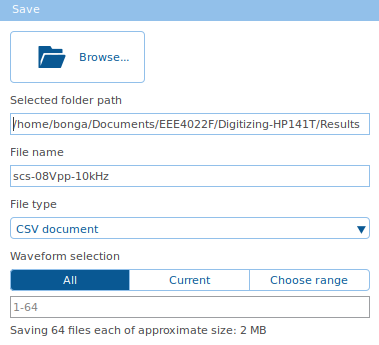 Save
Browse...
Selected folder path
/home/bonga/Documents/EEE4022F/Digitizing-HP141T/Results
File name
scs-08Vpp-10kHz
File type
CSV document
Waveform selection
All Current Choose range
1-64
Saving 64 files each of approximate size: 2 MB